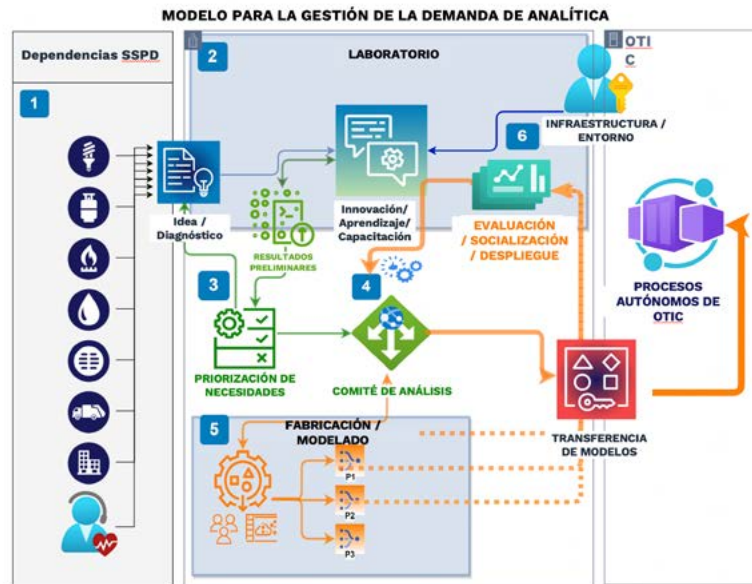 MODELO PARA LA GESTIÓN DE LA DEMANDA DE ANALÍTICA
Dependencias SSPD
1
2
LABORATORIO
OTI
C
INFRAESTRUCTURA /
ENTORNO
6
Idea /
Diagnóstico
Innovación/
Aprendizaje/
Capacitación
RESULTADOS
PRELIMINARES
EVALUACIÓN
/ SOCIALIZACIÓN
/ DESPLIEGUE
3
4
PROCESOS
AUTÓNOMOS DE
OTIC
PRIORIZACIÓN DE
NECESIDADES
COMITÉ DE ANÁLISIS
TRANSFERENCIA
DE MODELOS
5
FABRICACIÓN /
MODELADO
P1
P2
P3